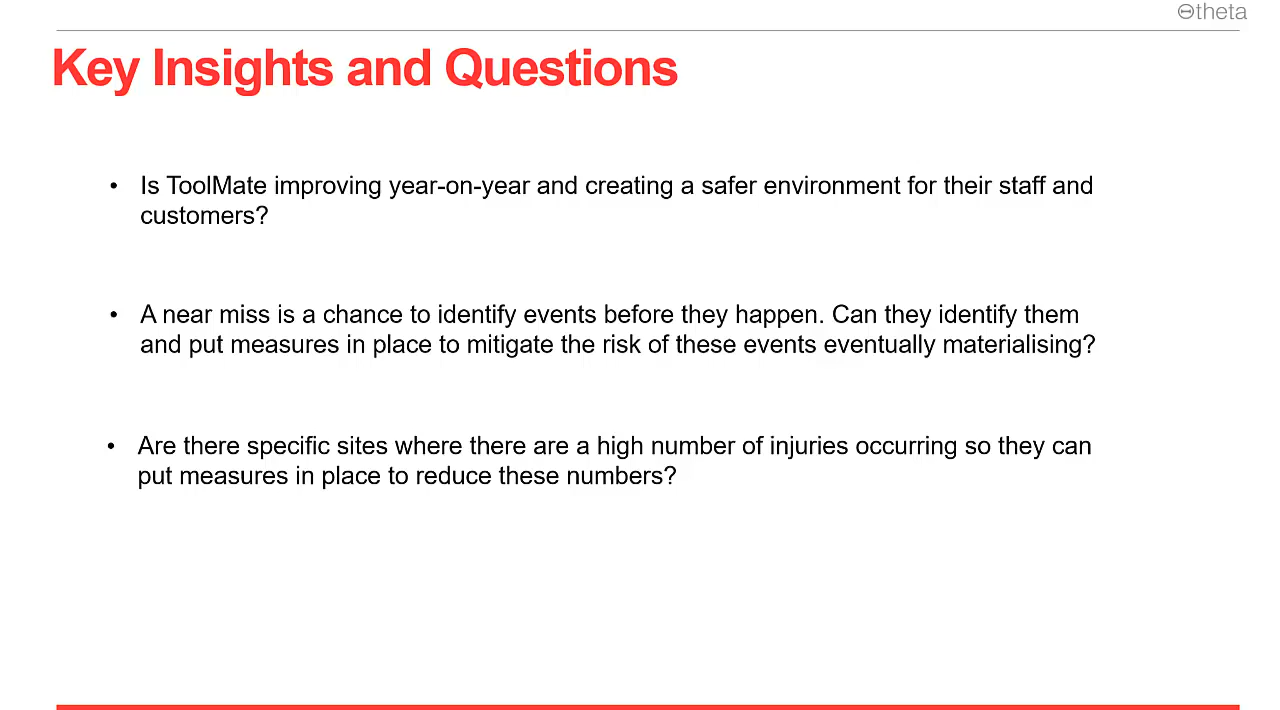 Θtheta
Key Insights and Questions
• Is ToolMate improving year-on-year and creating a safer environment for their staff and
customers?
• A near miss is a chance to identify events before they happen. Can they identify them
and put measures in place to mitigate the risk of these events eventually materialising?
• Are there specific sites where there are a high number of injuries occurring so they can
put measures in place to reduce these numbers?